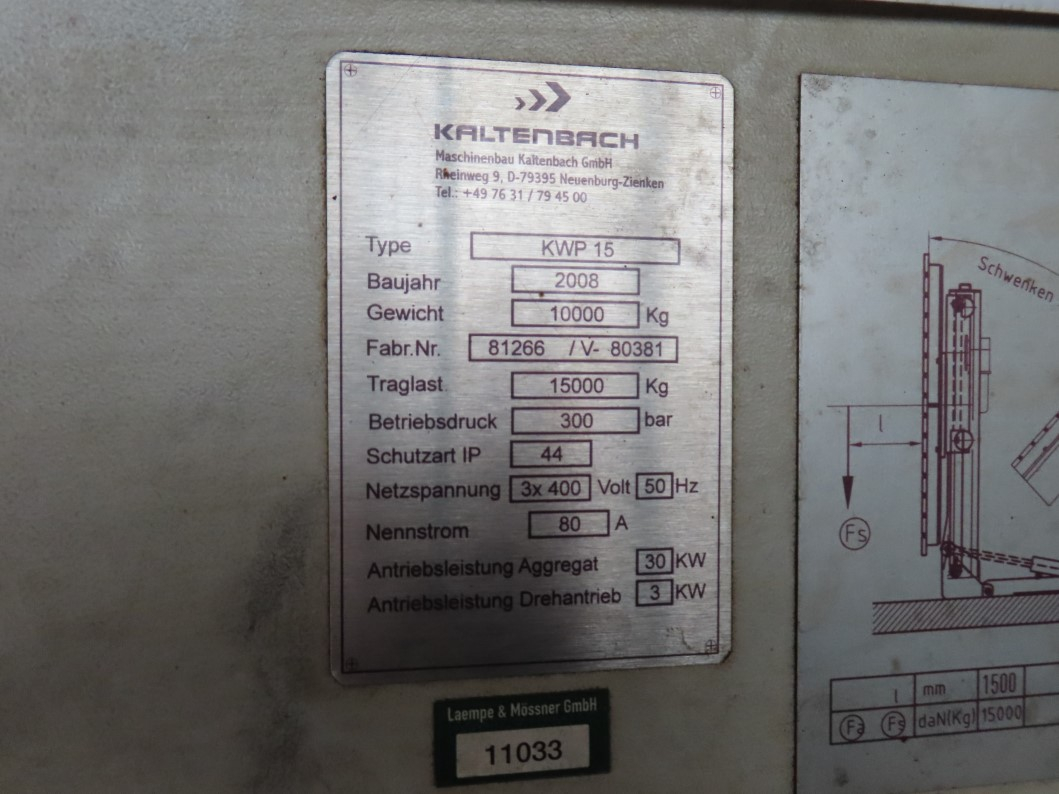 KALTENBACH
Maschinenbau Kaltenbach GmbH
Rheinweg 9, D-79395 Neuenburg-Zienken
Tel.: +49 76 31 / 79 45 00
Type KWP 15
Baujahr 2008
Gewicht 10000 Kg
Fabr.Nr. 81266 / V- 80381
Traglast 15000 Kg
Betriebsdruck 300 bar
Schutzart IP 44
Netzspannung 3x 400 Volt 50 Hz
Nennstrom 80 A
Antriebsleistung Aggregat 30 KW
Antriebsleistung Drehantrieb 3 KW
Laempe & Mössner GmbH
11033
Schwenken
l
Fs
l mm 1500
Fa Fs daN(Kg) 15000